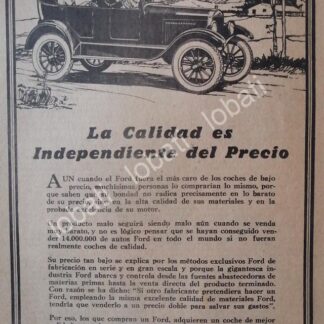 La Calidad es
Independiente del Precio
AUN cuando el Ford fuera el más caro de los coches de bajo
precio, muchísimas personas lo comprarían lo mismo, por-
que saben que su bondad no radica precisamente en lo barato
de su precio sino en la alta calidad de sus materiales y en la
probada excelencia de su motor.
Un producto malo seguirá siendo malo aún cuando se venda
muy barato, y no es lógico pensar que se hayan conseguido ven-
der 14.000.000 de autos Ford en todo el mundo si no fueran
realmente coches de calidad.
Su precio tan bajo se explica por los métodos exclusivos Ford de
fabricación en serie y en gran escala y porque la gigantesca in-
dustria Ford abarca y controla desde las fuentes abastecedoras de
materias primas hasta la venta directa del producto terminado.
Con razón se ha dicho: "Si otro fabricante pretendiera hacer un
Ford, empleando la misma excelente calidad de materiales Ford,
tendría que venderlo a un precio doble para salvar sus gastos".
Por eso, los que compran un Ford, adquieren un coche de mejor
lobali lobali lobali